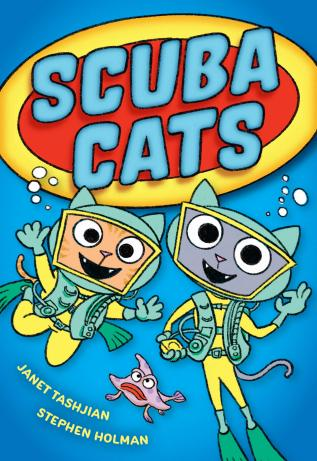 SCUBA
CATS
JANET TASHJIAN
STEPHEN HOLMAN